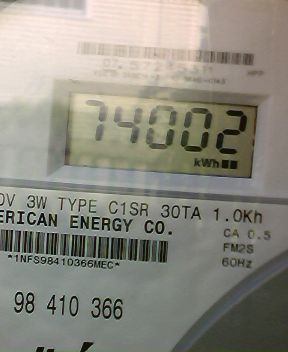 74002
kWh
0V 3W TYPE C1SR 30TA 1.0Kh
ERICAN ENERGY CO.
CA 0.5
*1NFS98410366MEC*
FM2S
60Hz
98 410 366